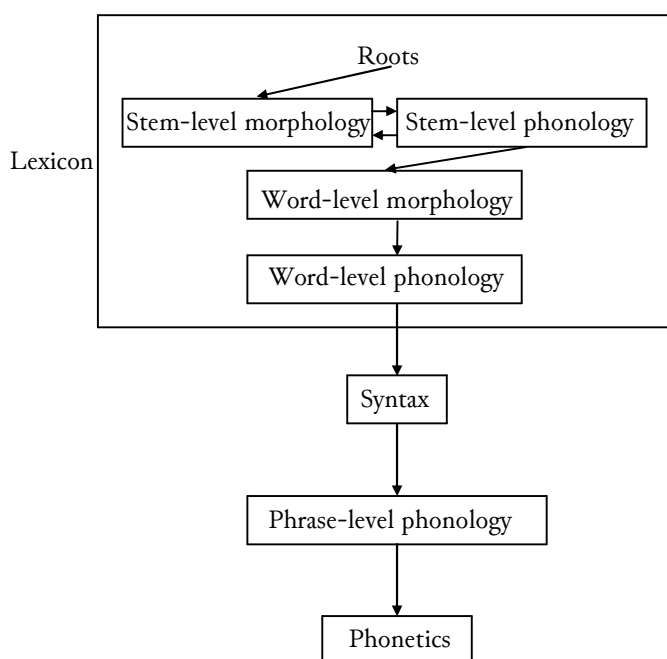 Roots
Stem-level morphology
Stem-level phonology
Lexicon
Word-level morphology
Word-level phonology
Syntax
Phrase-level phonology
Phonetics